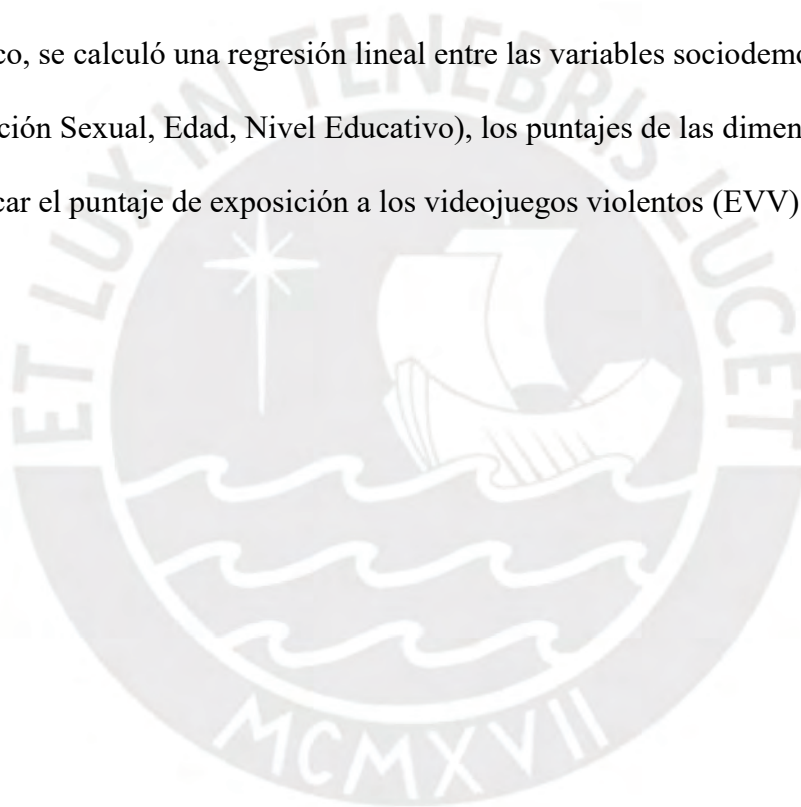 co, se calculó una regresión lineal entre las variables sociodemo
ción Sexual, Edad, Nivel Educativo), los puntajes de las dimen
car el puntaje de exposición a los videojuegos violentos (EVV)
ET LUX IN TENEBRIS LUCET
MCMXVII